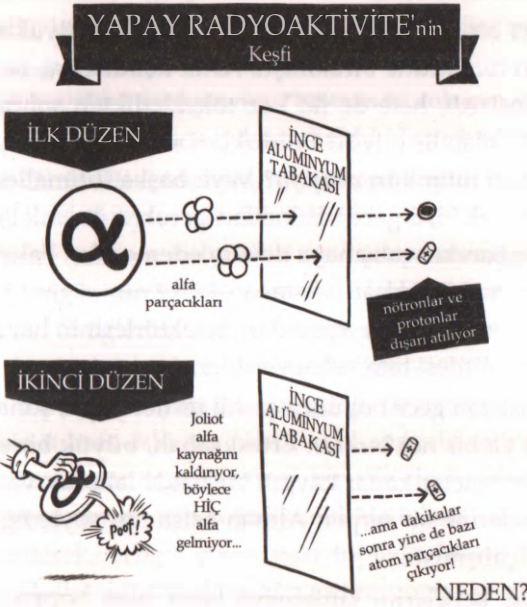 YAPAY RADYOAKTİVİTE'nin
Keşfi
İLK DÜZEN
α
alfa
parçacıkları
İNCE
ALÜMİNYUM
TABAKASI
nötronlar ve
protonlar
dışarı atılıyor
İKİNCİ DÜZEN
α
Poof!
Joliot
alfa
kaynağını
kaldırıyor,
böylece
HİÇ
alfa
gelmiyor...
İNCE
ALÜMİNYUM
TABAKASI
...ama dakikalar
sonra yine de bazı
atom parçacıkları
çıkıyor!
NEDEN?